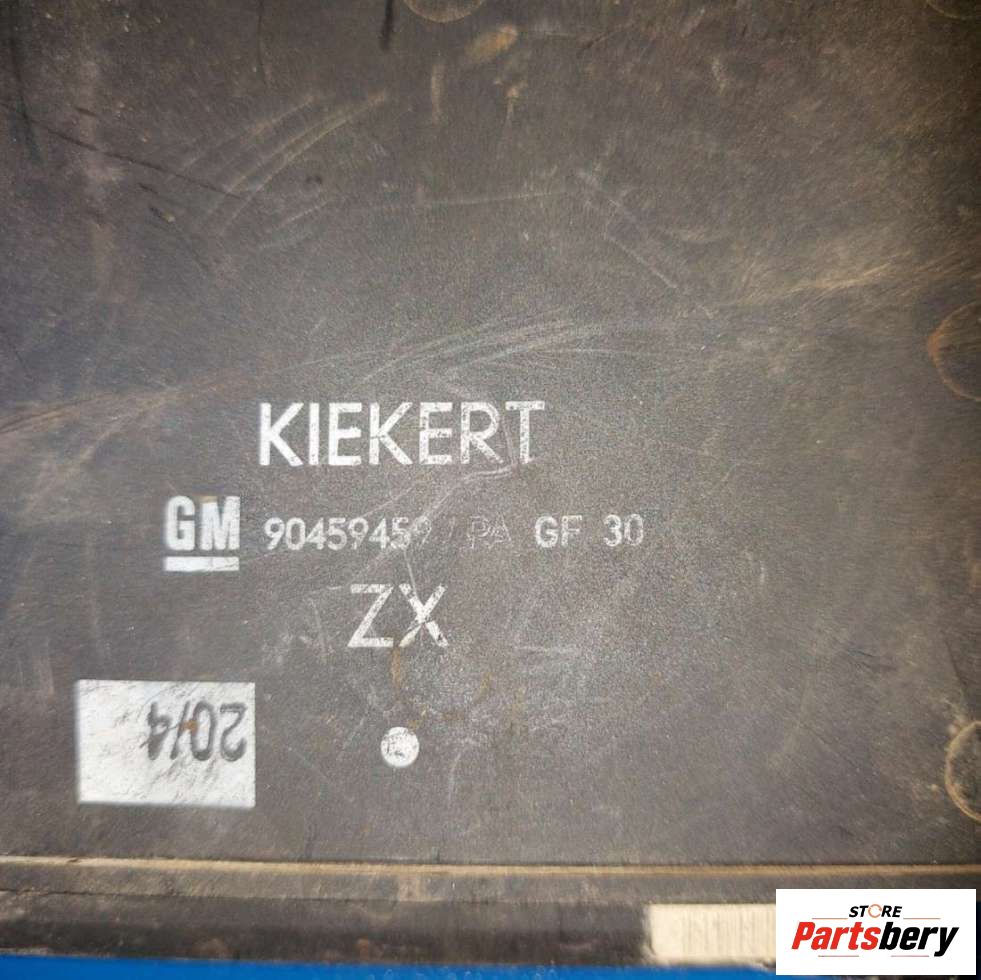 KIEKERT
GM 90459459 / PA GF 30
ZX
20/4
STORE
Partsbery